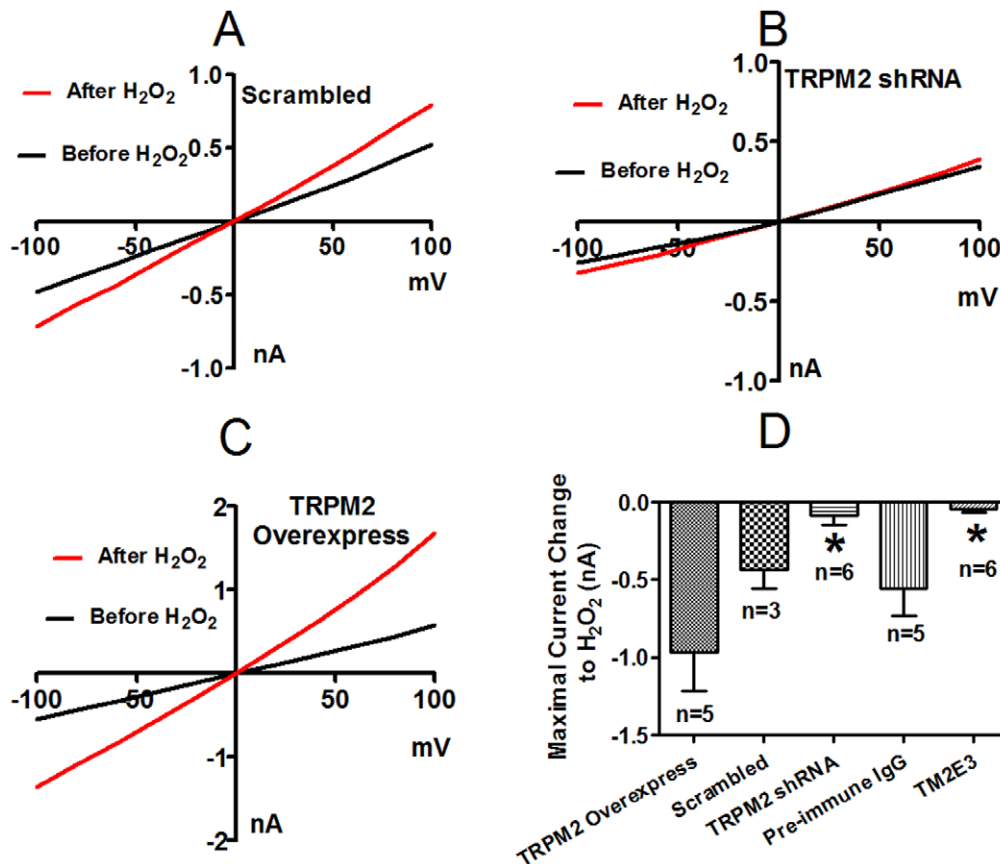 A
1.0
After H₂O₂
Scrambled
Before H₂O₂
0.5
-100
-50
50
100
mV
-0.5
nA
-1.0
B
1.0
TRPM2 shRNA
After H₂O₂
0.5
Before H₂O₂
-100
-50
50
100
mV
-0.5
nA
-1.0
C
2
TRPM2
Overexpress
After H₂O₂
1
Before H₂O₂
-100
-50
50
100
mV
-1
nA
-2
D
Maximal Current Change
to H₂O₂ (nA)
0.0
-0.5
-1.0
-1.5
n=5
n=3
*
n=6
n=5
*
n=6
TRPM2 Overexpress
Scrambled
TRPM2 shRNA
Pre-immune IgG
TM2E3